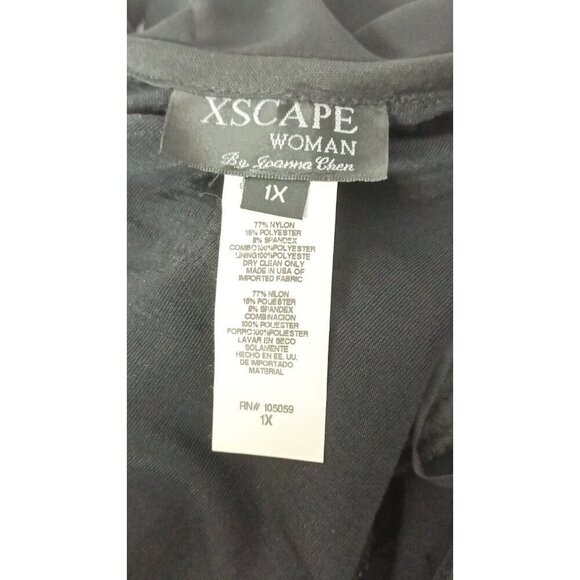 XSCAPE
WOMAN
By Joanna Chen
1X
77% NYLON
15% POLYESTER
8% SPANDEX
COMBO100%POLYESTER
LINING100%POLYESTE
DRY CLEAN ONLY
MADE IN USA OF
IMPORTED FABRIC
77% NILON
15% POLIESTER
8% SPANDEX
COMBINACION
100% POLIESTER
FORRO100%POLIESTER
LAVAR EN SECO
SOLAMENTE
HECHO EN EE. UU.
DE IMPORTADO
MATERIAL
RN# 105059
1X